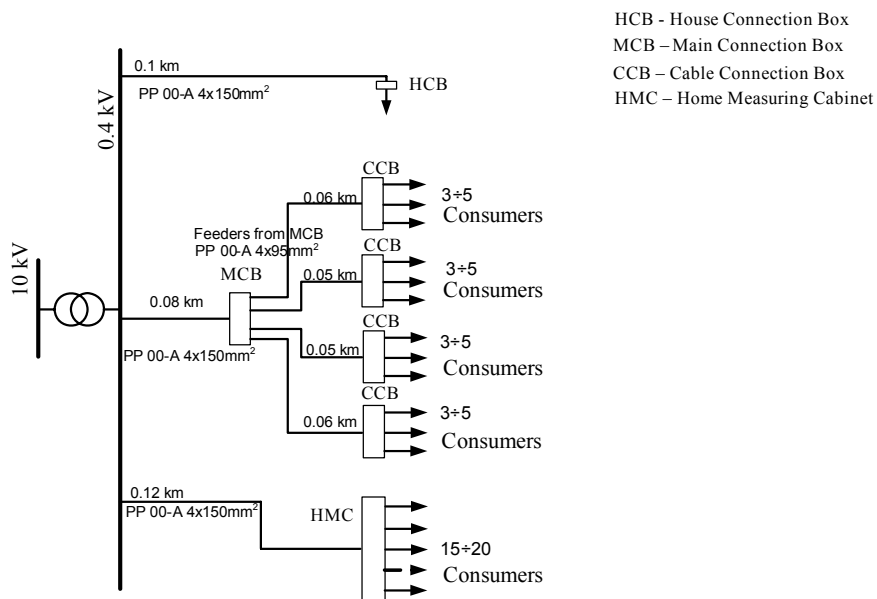 HCB - House Connection Box
MCB – Main Connection Box
CCB – Cable Connection Box
HMC – Home Measuring Cabinet
0.1 km
PP 00-A 4x150mm²
HCB
0.4 kV
10 kV
CCB
0.06 km
3÷5
Consumers
Feeders from MCB
PP 00-A 4x95mm²
MCB
CCB
0.05 km
3÷5
Consumers
0.08 km
PP 00-A 4x150mm²
CCB
0.05 km
3÷5
Consumers
CCB
0.06 km
3÷5
Consumers
0.12 km
PP 00-A 4x150mm²
HMC
15÷20
Consumers